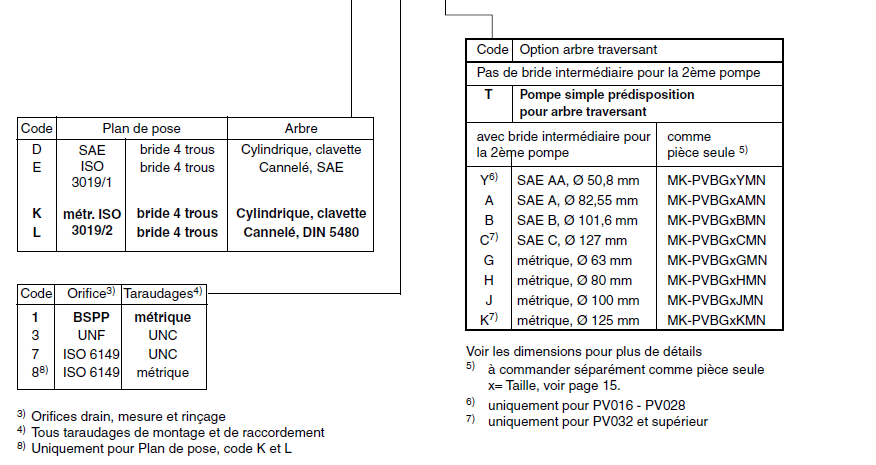 Code Plan de pose Arbre
D SAE bride 4 trous Cylindrique, clavette
E ISO bride 4 trous Cannelé, SAE
3019/1
K métr. ISO bride 4 trous Cylindrique, clavette
L 3019/2 bride 4 trous Cannelé, DIN 5480
Code Orifice3) Taraudages4)
1 BSPP métrique
3 UNF UNC
7 ISO 6149 UNC
88) ISO 6149 métrique
3) Orifices drain, mesure et rinçage
4) Tous taraudages de montage et de raccordement
8) Uniquement pour Plan de pose, code K et L
Code Option arbre traversant
Pas de bride intermédiaire pour la 2ème pompe
T Pompe simple prédisposition
pour arbre traversant
avec bride intermédiaire pour comme
la 2ème pompe pièce seule 5)
Y6) SAE AA, Ø 50,8 mm MK-PVBGxYMN
A SAE A, Ø 82,55 mm MK-PVBGxAMN
B SAE B, Ø 101,6 mm MK-PVBGxBMN
C7) SAE C, Ø 127 mm MK-PVBGxCMN
G métrique, Ø 63 mm MK-PVBGxGMN
H métrique, Ø 80 mm MK-PVBGxHMN
J métrique, Ø 100 mm MK-PVBGxJMN
K7) métrique, Ø 125 mm MK-PVBGxKMN
Voir les dimensions pour plus de détails
5) à commander séparément comme pièce seule
x= Taille, voir page 15.
6) uniquement pour PV016 - PV028
7) uniquement pour PV032 et supérieur